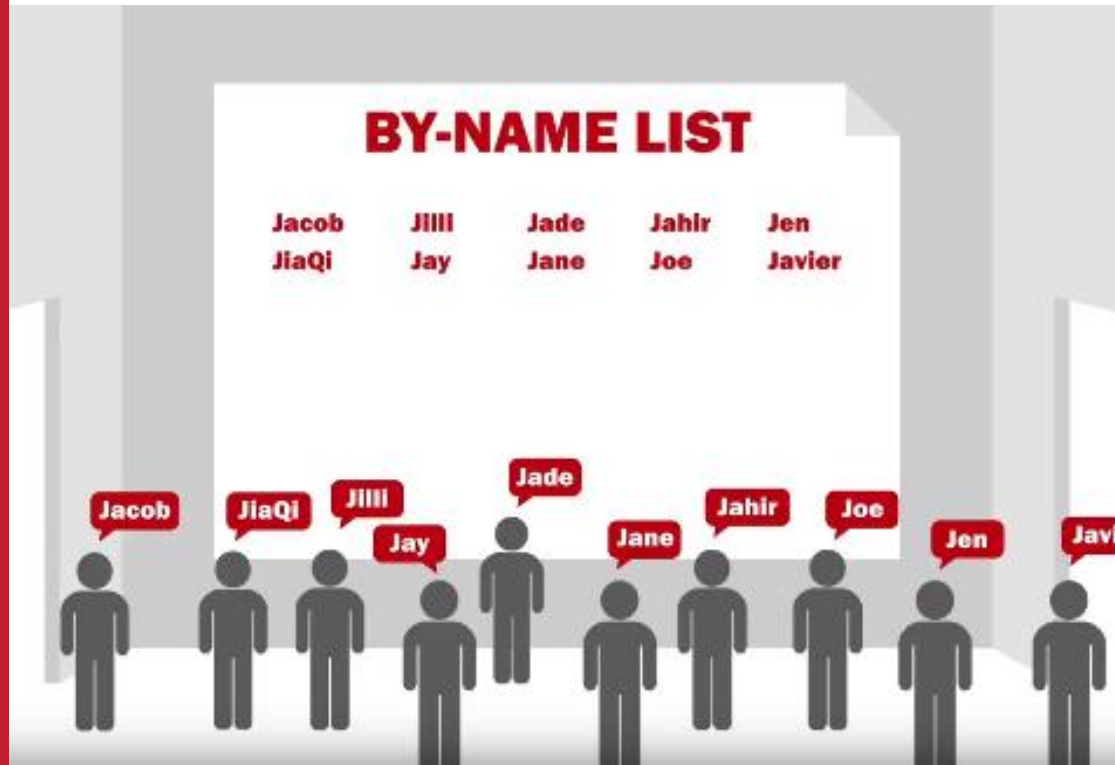 BY-NAME LIST
Jacob Jilli Jade Jahir Jen
JiaQi Jay Jane Joe Javier
Jade
Jacob JiaQi Jilli Jahir Joe
Jay Jane Jen Javi